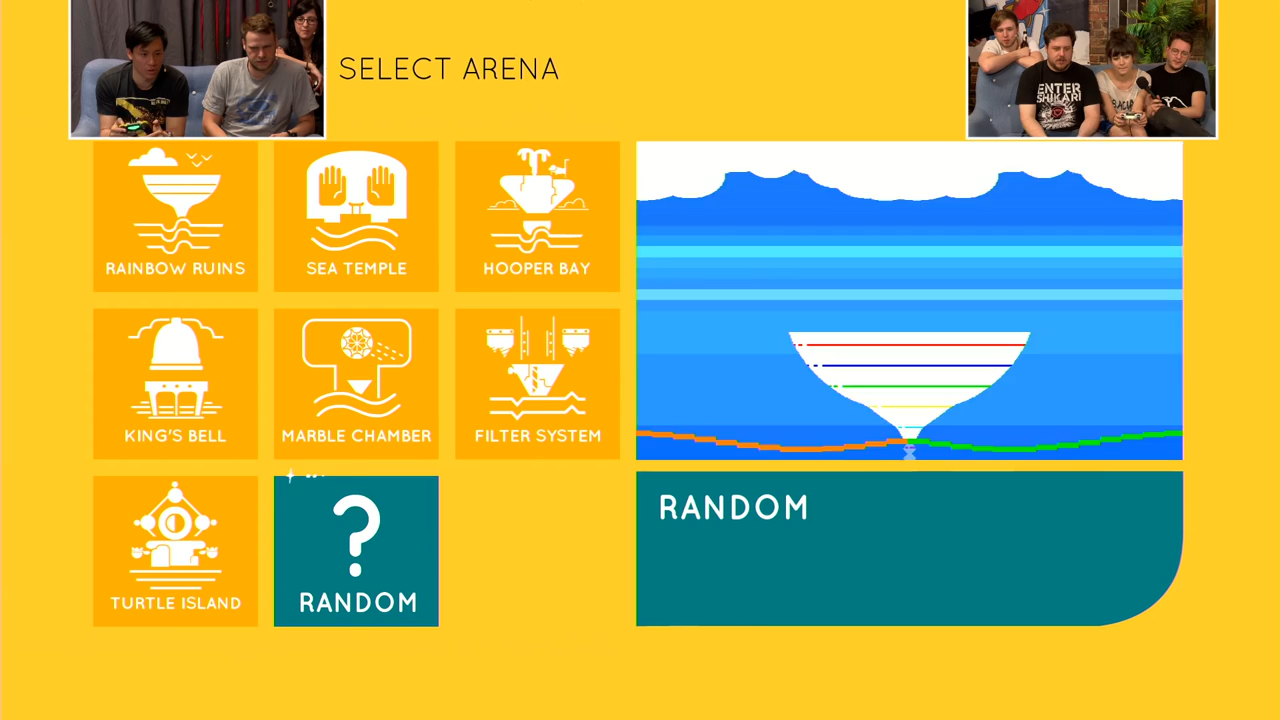 SELECT ARENA
ENTER
SHIKARI
RAINBOW RUINS
SEA TEMPLE
HOOPER BAY
KING'S BELL
MARBLE CHAMBER
FILTER SYSTEM
TURTLE ISLAND
RANDOM
RANDOM